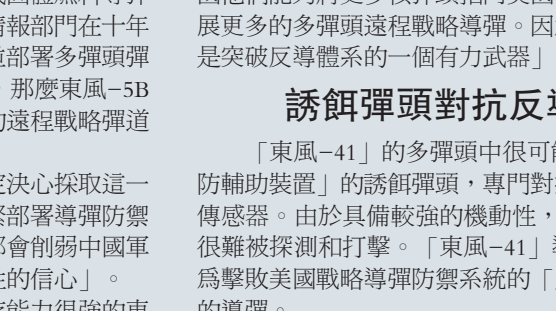 情報部門在十年
道部署多彈頭彈
，那麼東風–5B
的遠程戰略彈道
定決心採取這一
緊部署導彈防禦
都會削弱中國軍
性的信心」。
展更多的多彈頭遠程戰略導彈。因
是突破反導體系的一個有力武器」
誘餌彈頭對抗反導
「東風–41」的多彈頭中很可能
防輔助裝置」的誘餌彈頭，專門對
傳感器。由於具備較強的機動性，
很難被探測和打擊。「東風–41」
爲擊敗美國戰略導彈防禦系統的「
的導彈。